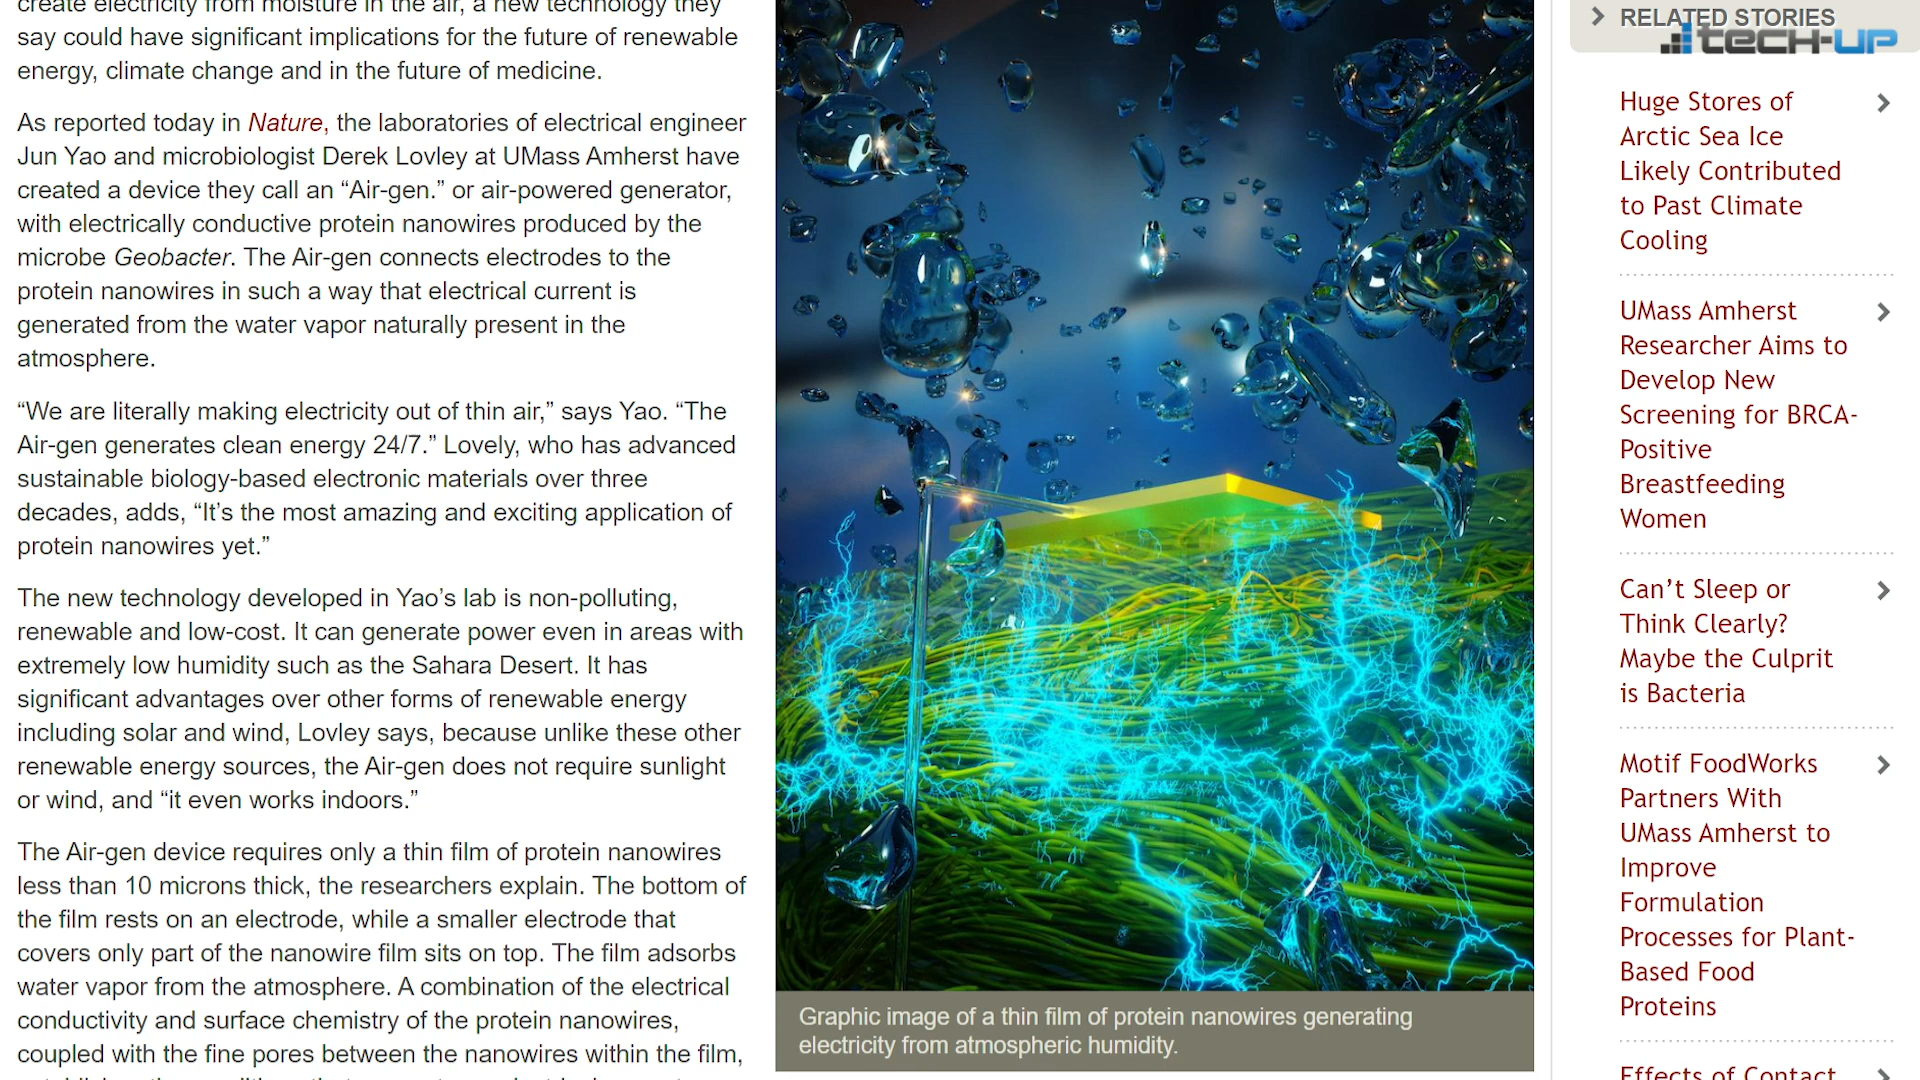 create electricity from moisture in the air, a new technology they
say could have significant implications for the future of renewable
energy, climate change and in the future of medicine.
As reported today in Nature, the laboratories of electrical engineer
Jun Yao and microbiologist Derek Lovley at UMass Amherst have
created a device they call an “Air-gen.” or air-powered generator,
with electrically conductive protein nanowires produced by the
microbe Geobacter. The Air-gen connects electrodes to the
protein nanowires in such a way that electrical current is
generated from the water vapor naturally present in the
atmosphere.
“We are literally making electricity out of thin air,” says Yao. “The
Air-gen generates clean energy 24/7.” Lovely, who has advanced
sustainable biology-based electronic materials over three
decades, adds, “It’s the most amazing and exciting application of
protein nanowires yet.”
The new technology developed in Yao’s lab is non-polluting,
renewable and low-cost. It can generate power even in areas with
extremely low humidity such as the Sahara Desert. It has
significant advantages over other forms of renewable energy
including solar and wind, Lovley says, because unlike these other
renewable energy sources, the Air-gen does not require sunlight
or wind, and “it even works indoors.”
The Air-gen device requires only a thin film of protein nanowires
less than 10 microns thick, the researchers explain. The bottom of
the film rests on an electrode, while a smaller electrode that
covers only part of the nanowire film sits on top. The film adsorbs
water vapor from the atmosphere. A combination of the electrical
conductivity and surface chemistry of the protein nanowires,
coupled with the fine pores between the nanowires within the film,
Graphic image of a thin film of protein nanowires generating
electricity from atmospheric humidity.
RELATED STORIES
TECH-UP
Huge Stores of
Arctic Sea Ice
Likely Contributed
to Past Climate
Cooling
UMass Amherst
Researcher Aims to
Develop New
Screening for BRCA-
Positive
Breastfeeding
Women
Can’t Sleep or
Think Clearly?
Maybe the Culprit
is Bacteria
Motif FoodWorks
Partners With
UMass Amherst to
Improve
Formulation
Processes for Plant-
Based Food
Proteins
Effects of Contact